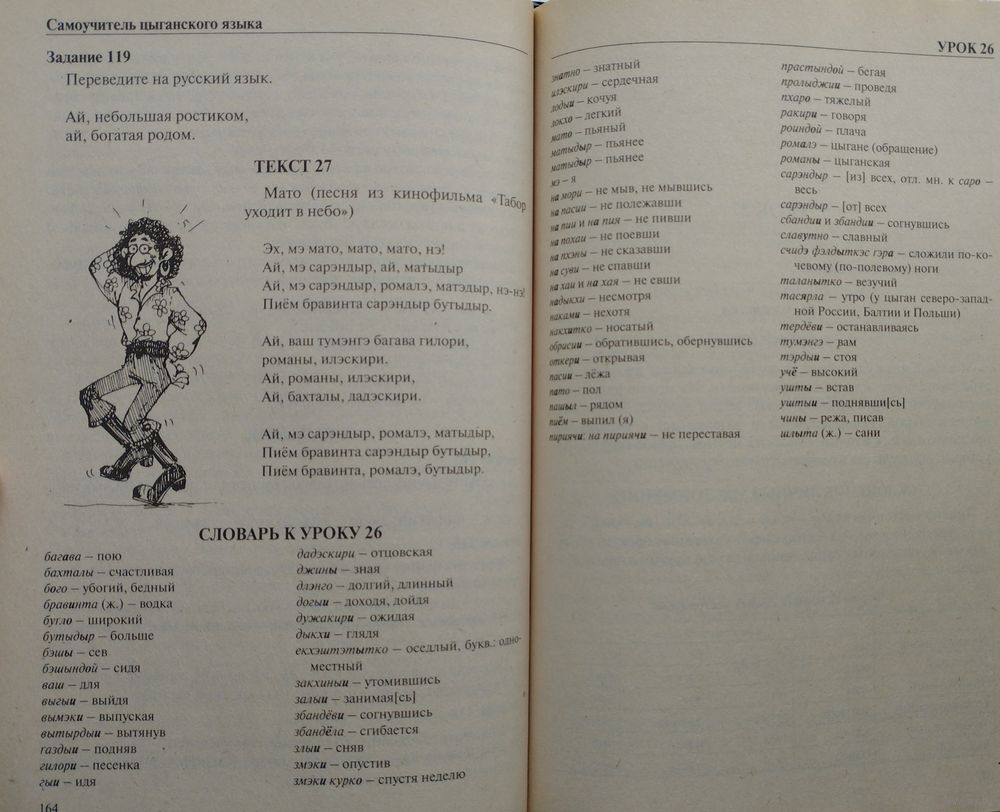 Самоучитель цыганского языка
Задание 119
Переведите на русский язык.
Ай, небольшая ростиком,
ай, богатая родом.
ТЕКСТ 27
Мато (песня из кинофильма «Табор
уходит в небо»)
Эх, мэ мато, мато, мато, нэ!
Ай, мэ сарэндыр, ай, матыдыр
Ай, мэ сарэндыр, ромалэ, матэдыр, нэ-нэ!
Пиём бравинта сарэндыр бутыдыр.
Ай, ваш тумэнгэ багава гилори,
романы, илэскири.
Ай, романы, илэскири,
Ай, бахталы, дадэскири.
Ай, мэ сарэндыр, ромалэ, матыдыр,
Пиём бравинта сарэндыр бутыдыр,
Пиём бравинта, ромалэ, бутыдыр.
СЛОВАРЬ К УРОКУ 26
багава – пою
бахталы – счастливая
бого – убогий, бедный
бравинта (ж.) – водка
бугло – широкий
бутыдыр – больше
бэшы – сев
бэшындой – сидя
ваш – для
выгыи – выйдя
вымэки – выпуская
вытырдыи – вытянув
газдыи – подняв
гилори – песенка
гыи – идя
164
дадэскири – отцовская
джины – зная
длэнго – долгий, длинный
догыи – доходя, дойдя
дужакири – ожидая
дыкхи – глядя
екхэштэтытко – оседлый, букв.: одно-
местный
закхиныи – утомившись
залыи – занимая[сь]
збандёви – согнувшись
збандёла – сгибается
злыи – сняв
змэки – опустив
змэки курко – спустя неделю
УРОК 26
знатно – знатный
илэскири – сердечная
лодыи – кочуя
локхо – легкий
мато – пьяный
матыдыр – пьянее
матыдыр – пьянее
мэ – я
на мори – не мыв, не мывшись
на пасии – не полежавши
на пии и на пия – не пивши
на похаи – не поевши
на пхэны – не сказавши
на суви – не спавши
на хаи и на хая – не евши
надыкхи – несмотря
наками – нехотя
накхитко – носатый
обрисии – обратившись, обернувшись
откери – открывая
пасии – лёжа
пато – пол
пашыл – рядом
пиём – выпил (я)
пириячи: на пириячи – не переставая
прастындой – бегая
пролыджии – проведя
пхаро – тяжелый
ракири – говоря
роиндой – плача
ромалэ – цыгане (обращение)
романы – цыганская
сарэндыр – [из] всех, отл. мн. к саро –
весь
сарэндыр – [от] всех
сбандии и збандии – согнувшись
славутно – славный
счидэ фэлдыткэс гэра – сложили по-ко-
чевому (по-полевому) ноги
таланытко – везучий
тасярла – утро (у цыган северо-запад-
ной России, Балтии и Польши)
тердёви – останавливаясь
тумэнгэ – вам
тэрдыи – стоя
учё – высокий
ушты – встав
уштыи – поднявши[сь]
чины – режа, писав
шлыта (ж.) – сани